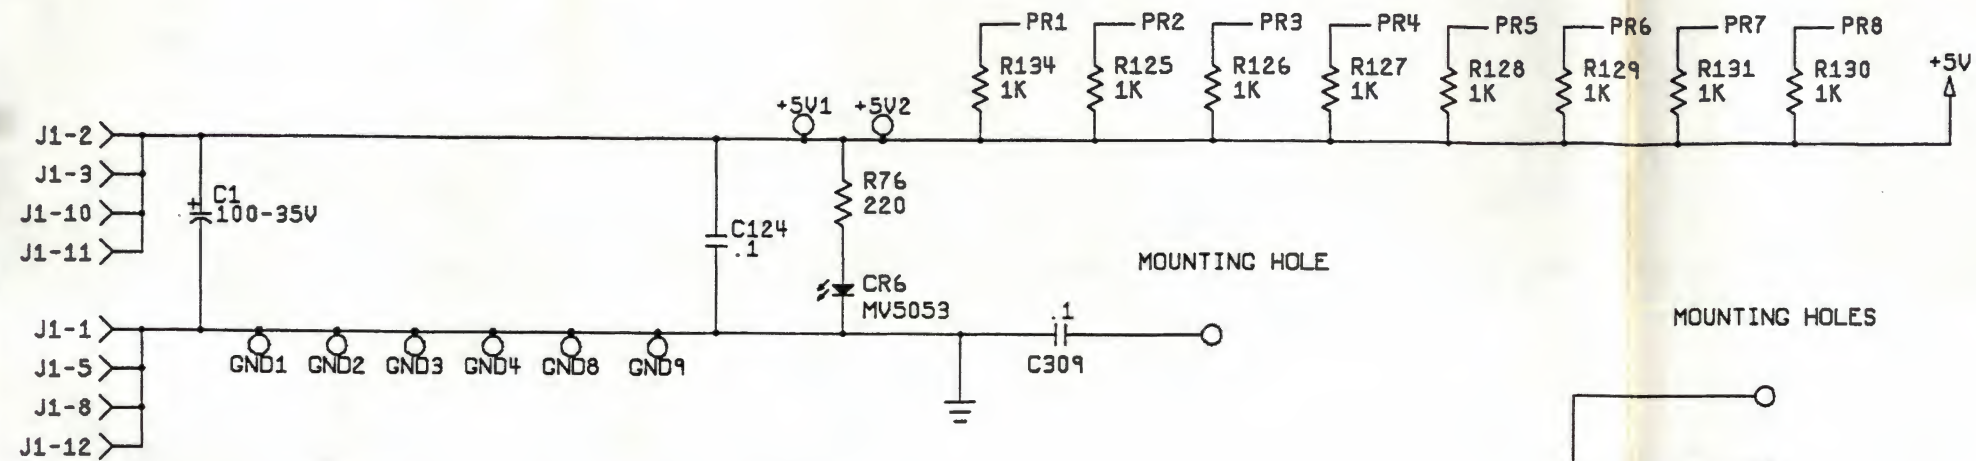 PR1 PR2 PR3 PR4 PR5 PR6 PR7 PR8
R134 R125 R126 R127 R128 R129 R131 R130 +5V
1K 1K 1K 1K 1K 1K 1K 1K
+5V1 +5V2
J1-2
J1-3
R76
220
J1-10
+ C1
100-35V
C124
.1
J1-11
MOUNTING HOLE
CR6
MV5053
J1-1
.1
MOUNTING HOLES
GND1 GND2 GND3 GND4 GND8 GND9
C309
J1-5
J1-8
J1-12